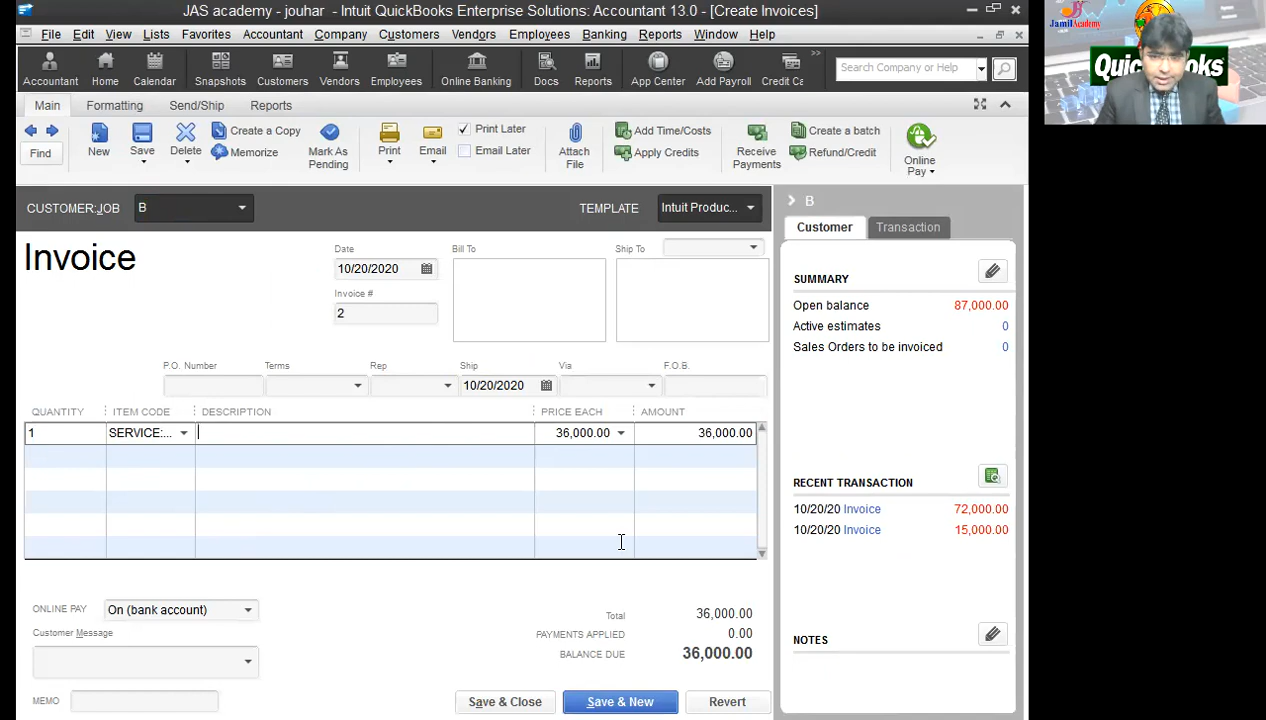 JAS academy - jouhar - Intuit QuickBooks Enterprise Solutions: Accountant 13.0 - [Create Invoices]
File Edit View Lists Favorites Accountant Company Customers Vendors Employees Banking Reports Window Help
Accountant Home Calendar Snapshots Customers Vendors Employees Online Banking Docs Reports App Center Add Payroll Credit Ca
Search Company or Help
Jamil Academy
Main Formatting Send/Ship Reports
Find New Save Delete Create a Copy Memorize Mark As Pending Print Email Print Later Email Later Attach File Add Time/Costs Apply Credits Receive Payments Create a batch Refund/Credit Online Pay
CUSTOMER:JOB B TEMPLATE Intuit Produc...
Invoice
Date
10/20/2020
Invoice #
2
Bill To
Ship To
P.O. Number Terms Rep Ship Via F.O.B.
10/20/2020
QUANTITY ITEM CODE DESCRIPTION PRICE EACH AMOUNT
1 SERVICE:... 36,000.00 36,000.00
ONLINE PAY On (bank account)
Customer Message
Total 36,000.00
PAYMENTS APPLIED 0.00
BALANCE DUE 36,000.00
MEMO
Save & Close Save & New Revert
B
Customer Transaction
SUMMARY
Open balance 87,000.00
Active estimates 0
Sales Orders to be invoiced 0
RECENT TRANSACTION
10/20/20 Invoice 72,000.00
10/20/20 Invoice 15,000.00
NOTES